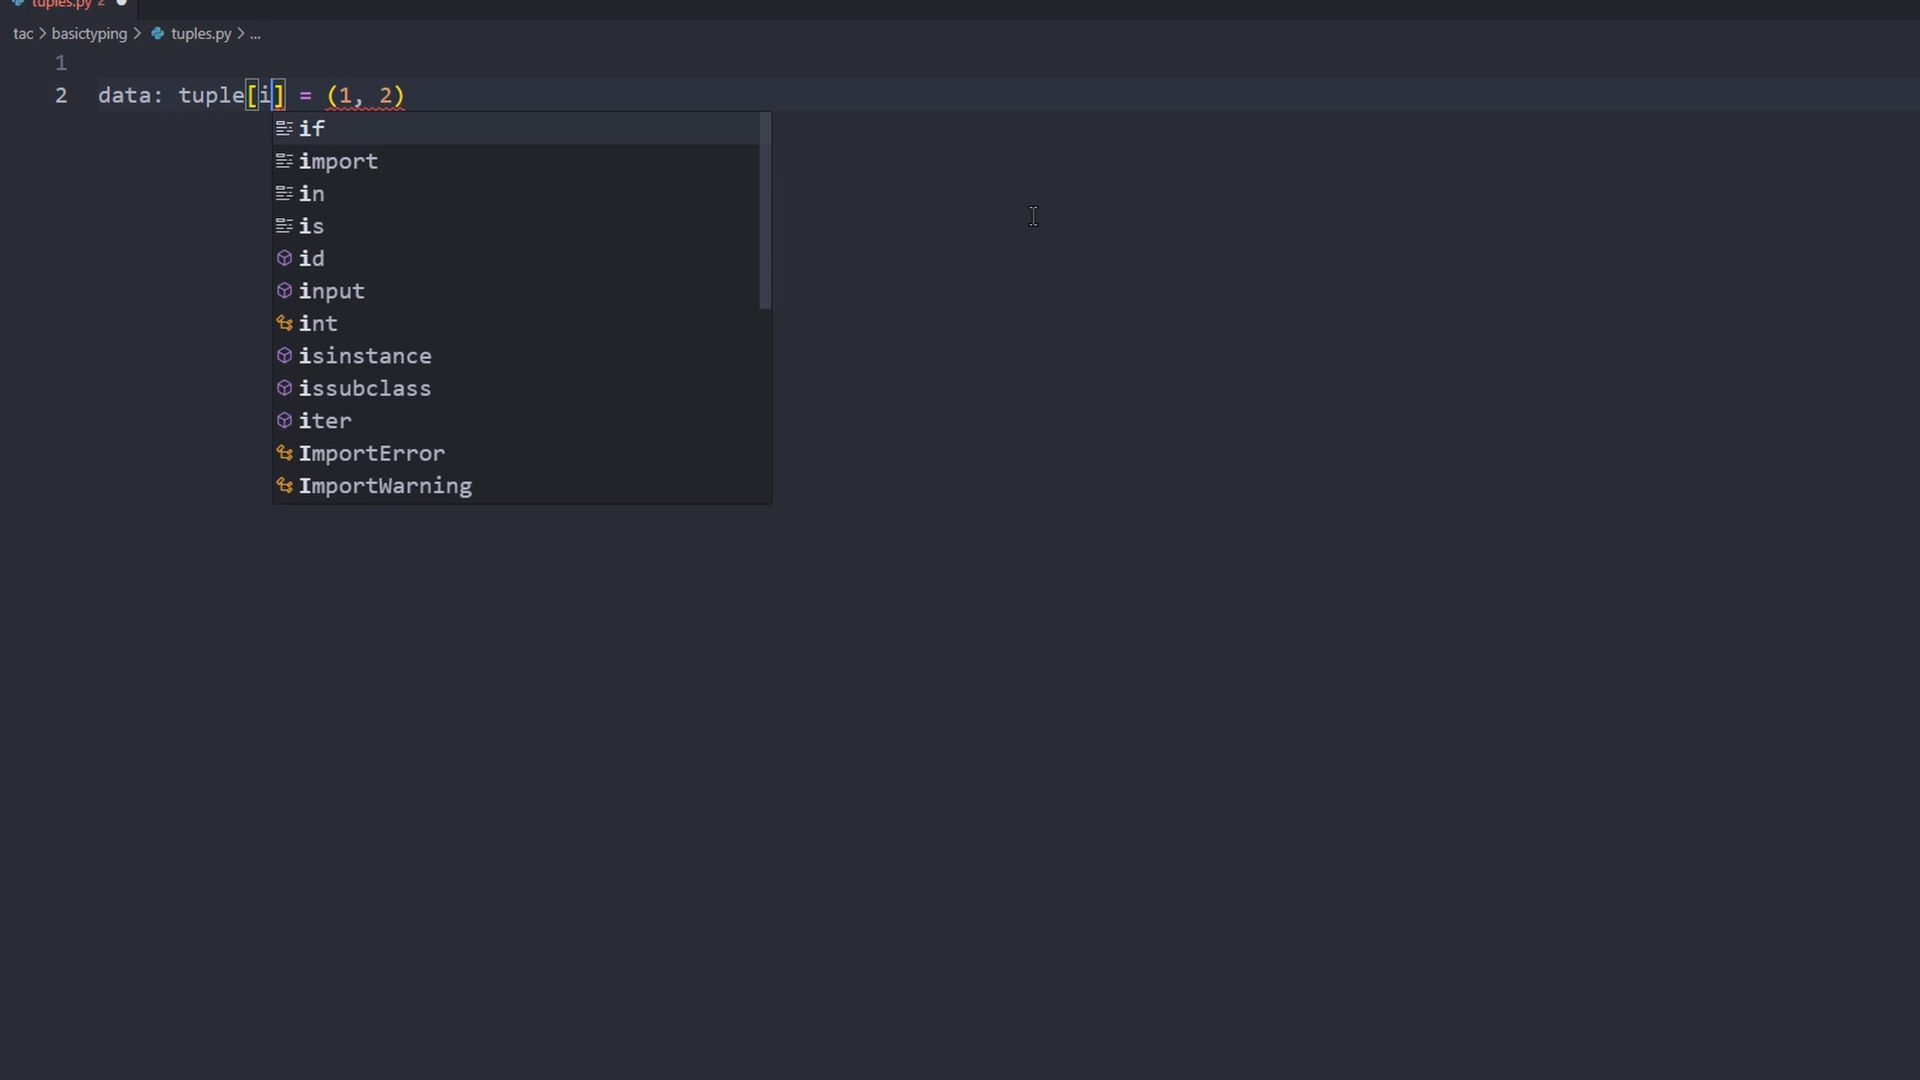 tuples.py 2
tac > basictyping > tuples.py > ...
1
2 data: tuple[i] = (1, 2)
if
import
in
is
id
input
int
isinstance
issubclass
iter
ImportError
ImportWarning